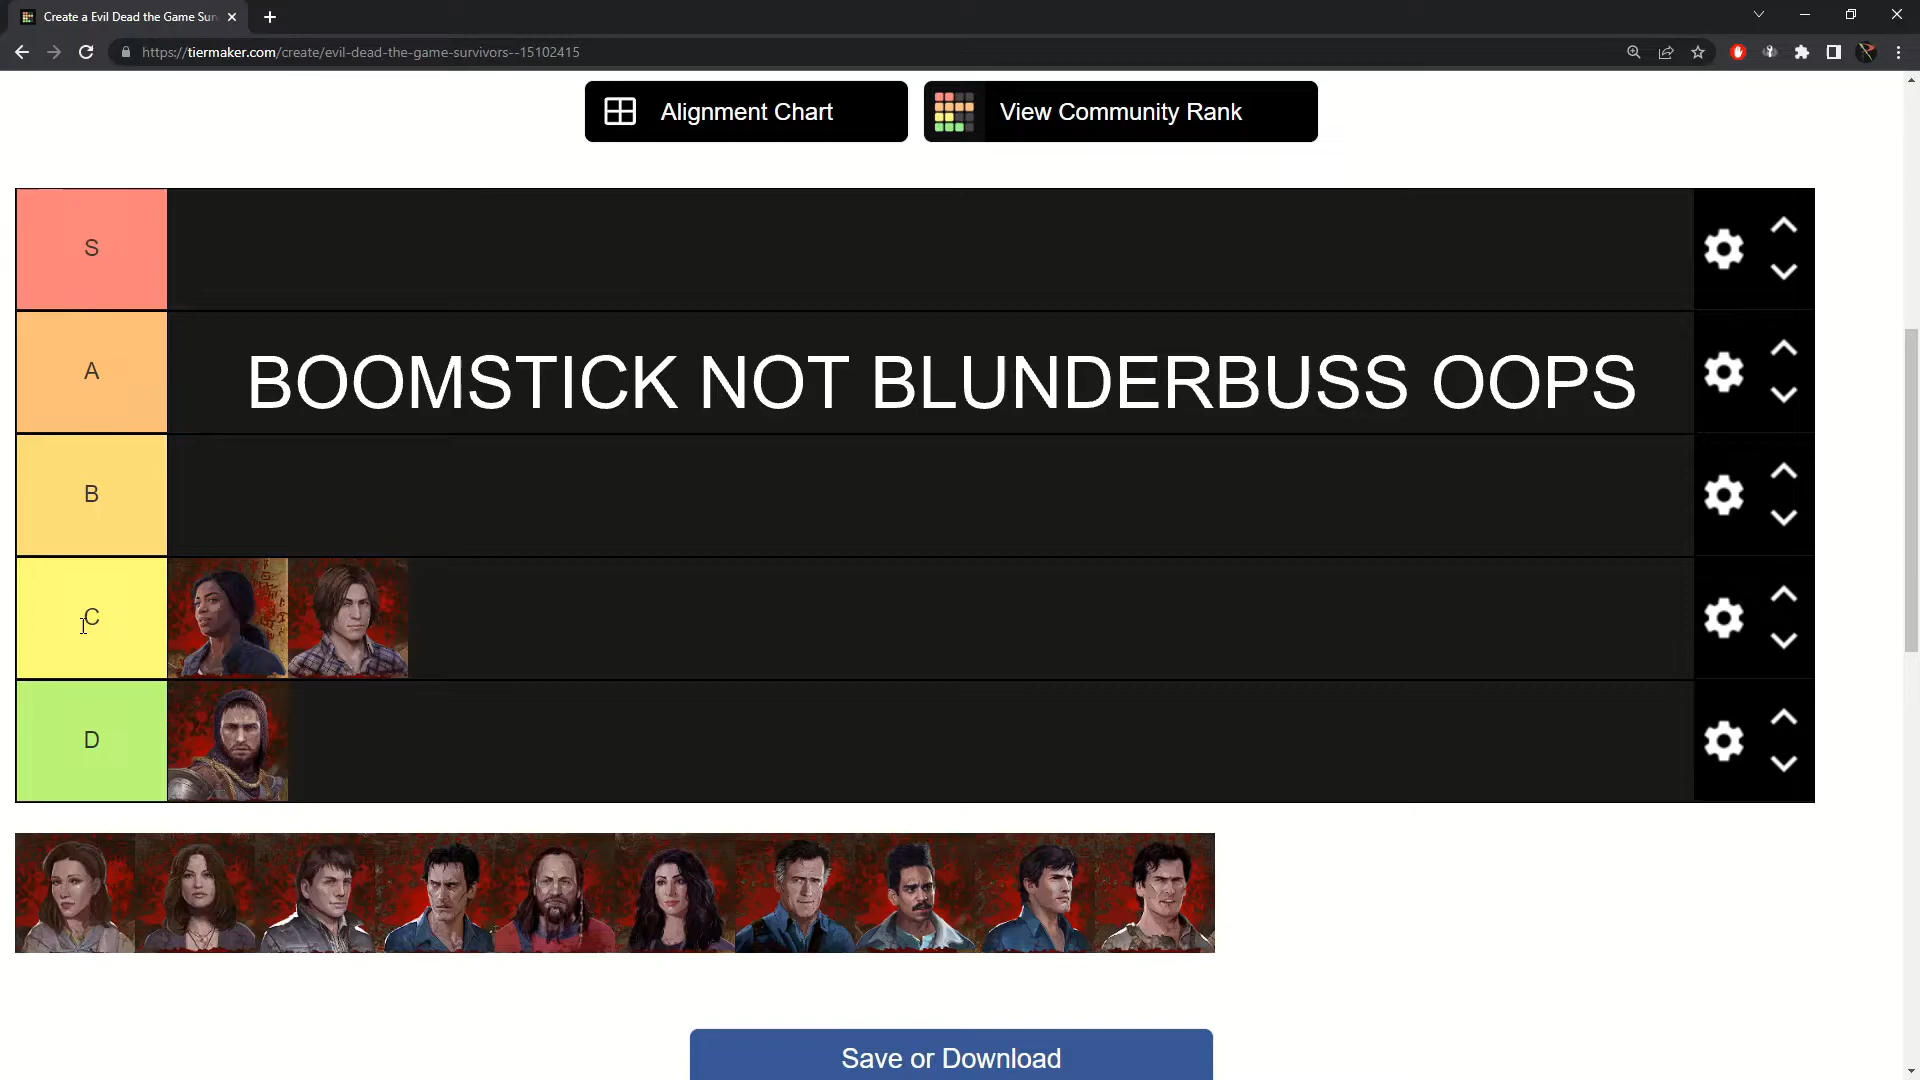 Create a Evil Dead the Game Sur
https://tiermaker.com/create/evil-dead-the-game-survivors--15102415
Alignment Chart
View Community Rank
S
A
BOOMSTICK NOT BLUNDERBUSS OOPS
B
C
D
Save or Download